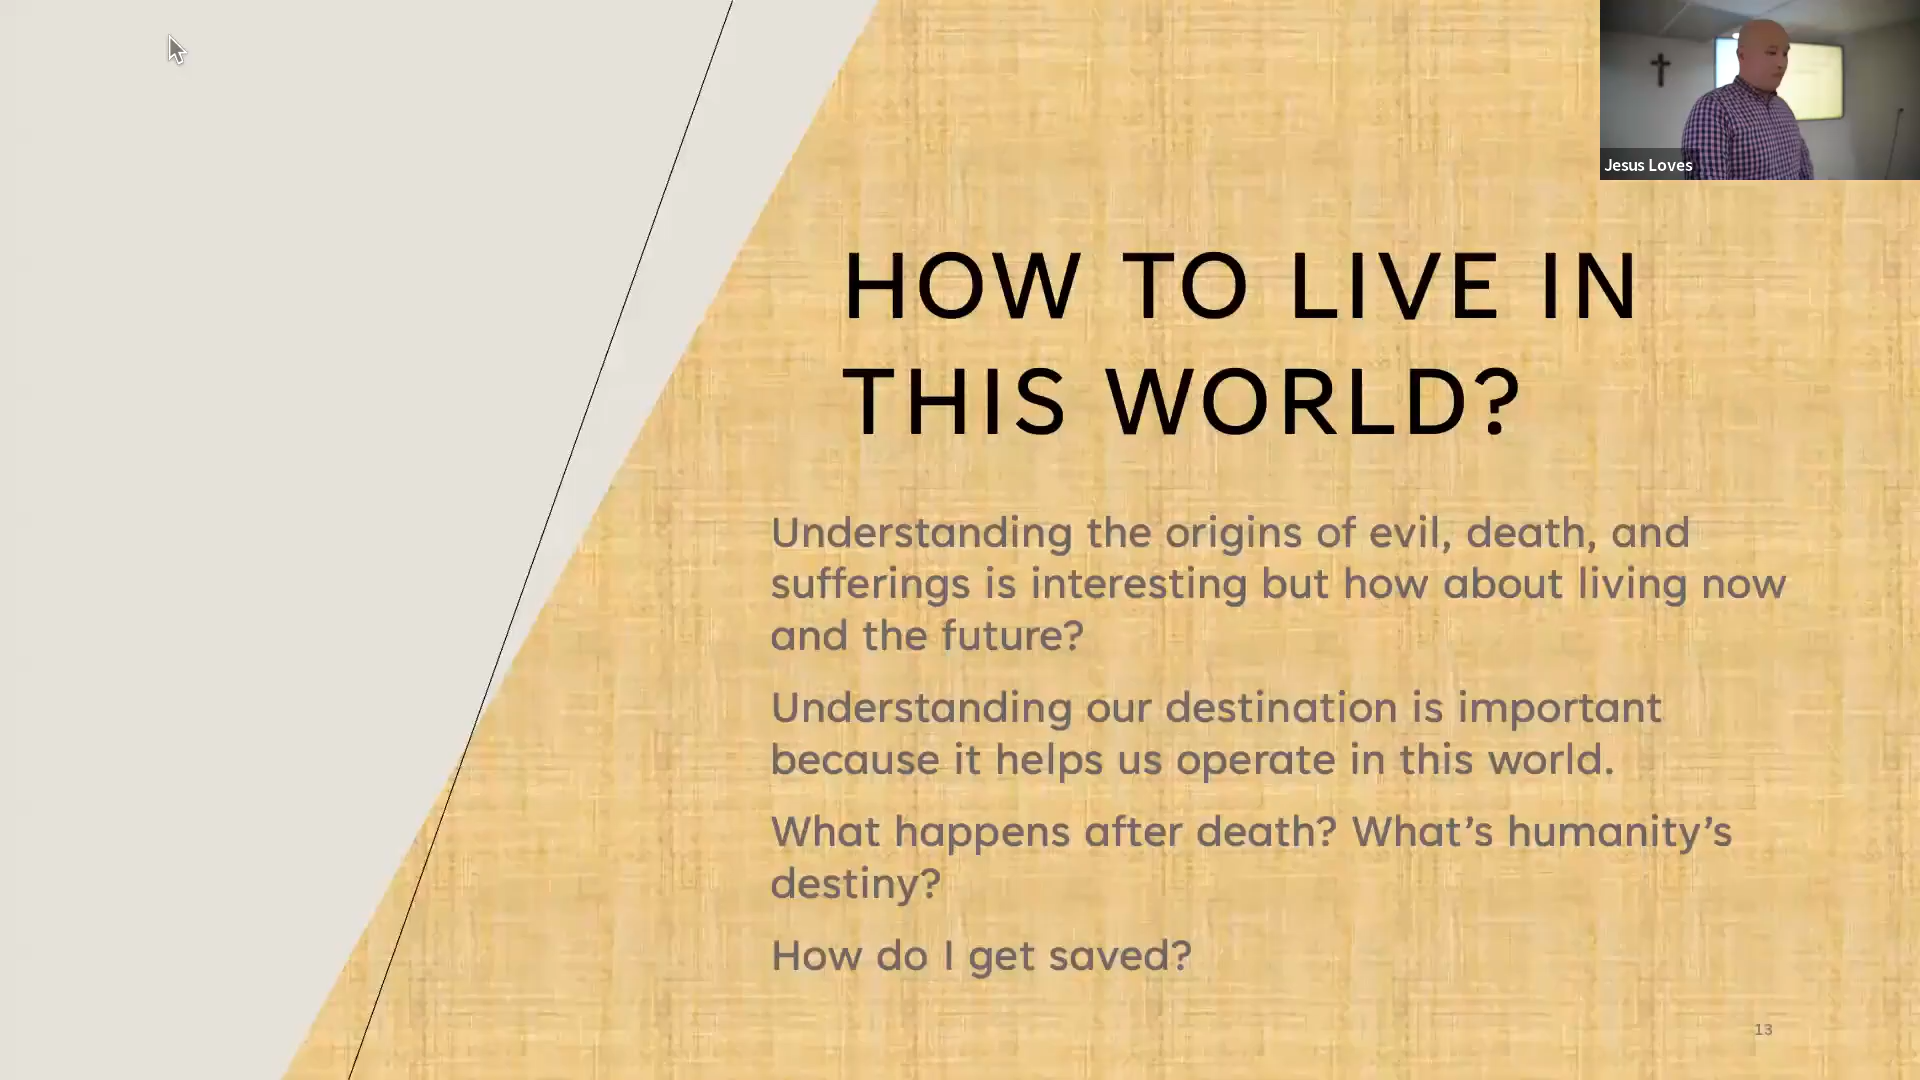 Jesus Loves
HOW TO LIVE IN
THIS WORLD?
Understanding the origins of evil, death, and
sufferings is interesting but how about living now
and the future?
Understanding our destination is important
because it helps us operate in this world.
What happens after death? What’s humanity’s
destiny?
How do I get saved?
13